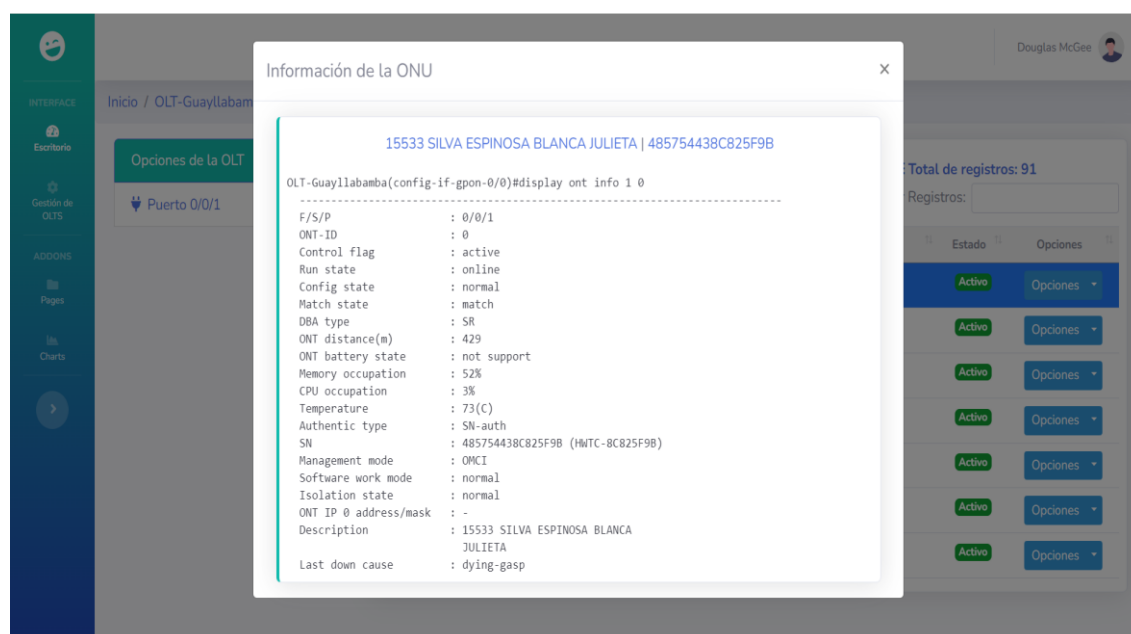 Douglas McGee
Información de la ONU
×
INTERFACE
Inicio / OLT-Guayllabam
Escritorio
Gestión de
OLTS
ADDONS
Pages
Charts
Opciones de la OLT
Puerto 0/0/1
15533 SILVA ESPINOSA BLANCA JULIETA | 485754438C825F9B
OLT-Guayllabamba(config-if-gpon-0/0)#display ont info 1 0
-----------------------------------------------------------------------------
F/S/P : 0/0/1
ONT-ID : 0
Control flag : active
Run state : online
Config state : normal
Match state : match
DBA type : SR
ONT distance(m) : 429
ONT battery state : not support
Memory occupation : 52%
CPU occupation : 3%
Temperature : 73(C)
Authentic type : SN-auth
SN : 485754438C825F9B (HWTC-8C825F9B)
Management mode : OMCI
Software work mode : normal
Isolation state : normal
ONT IP 0 address/mask : -
Description : 15533 SILVA ESPINOSA BLANCA
JULIETA
Last down cause : dying-gasp
Total de registros: 91
Registros:
Estado Opciones
Activo Opciones
Activo Opciones
Activo Opciones
Activo Opciones
Activo Opciones
Activo Opciones
Activo Opciones